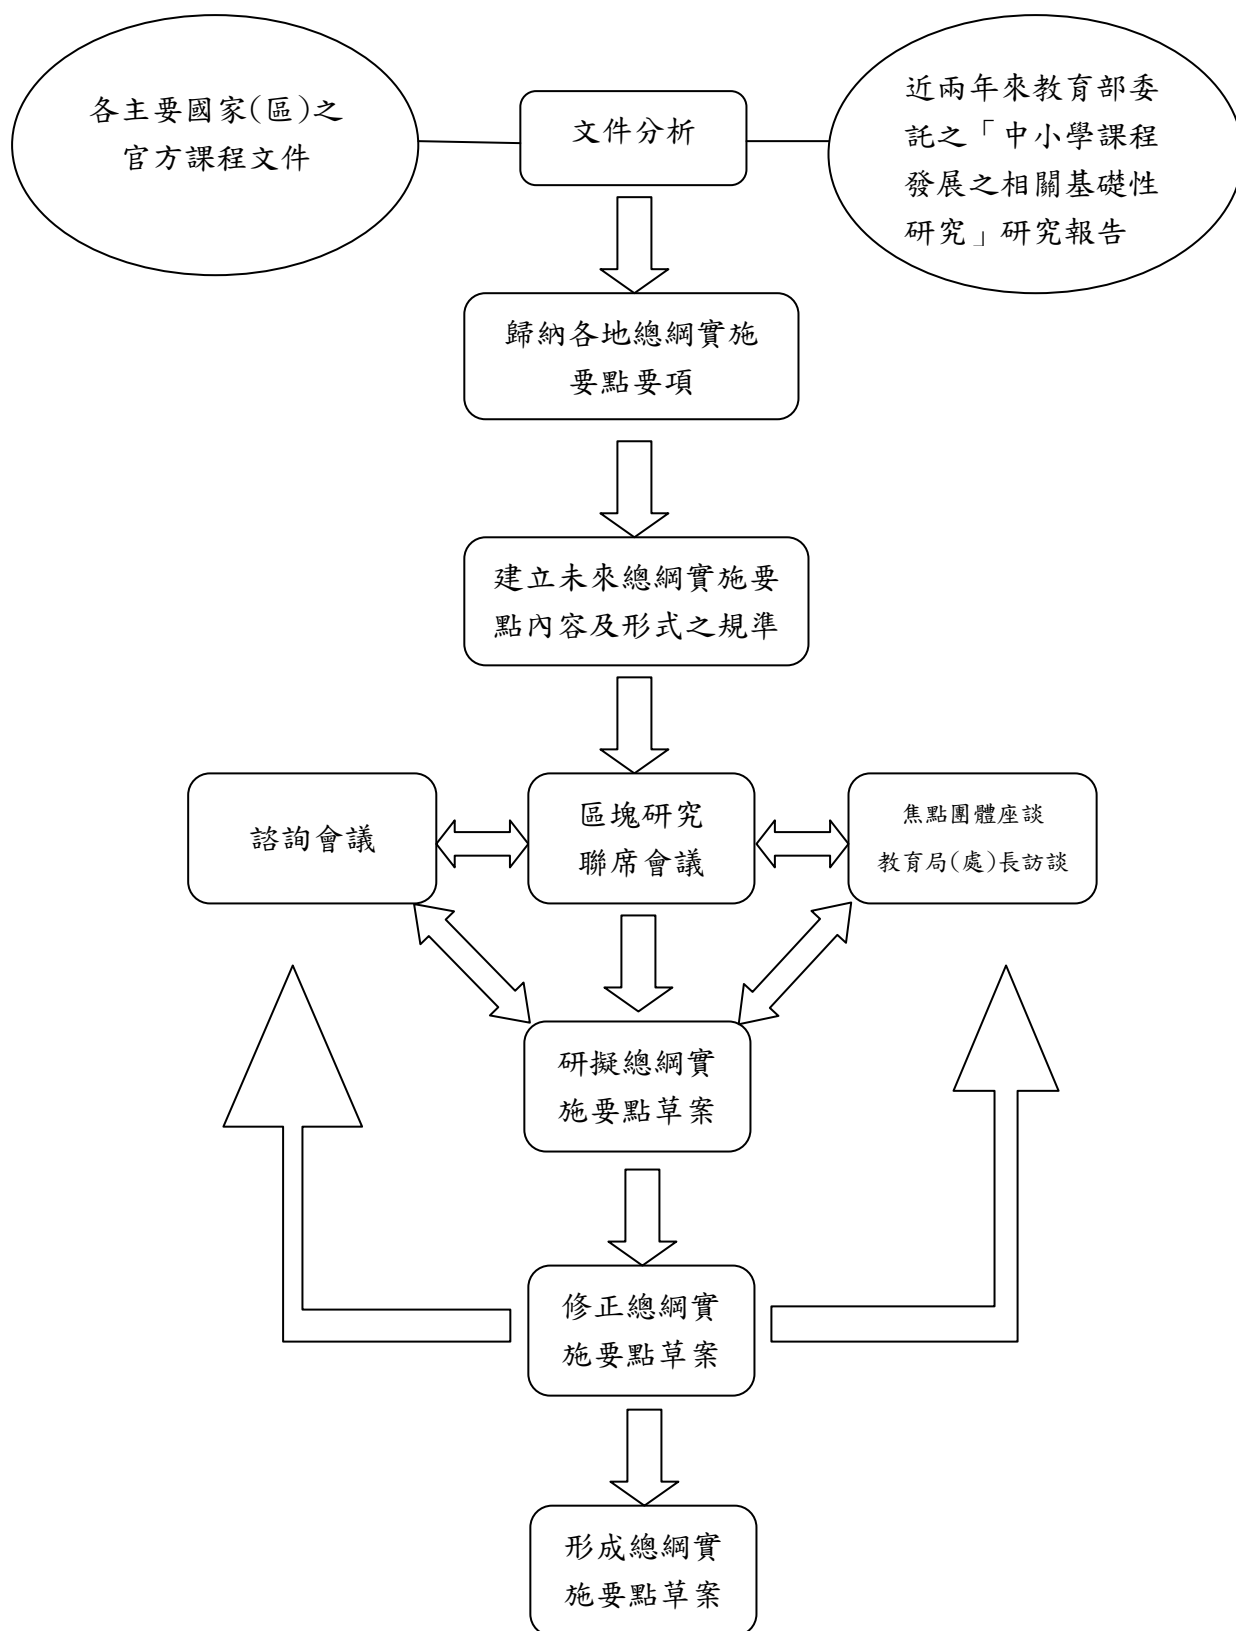 各主要國家(區)之
官方課程文件
文件分析
近兩年來教育部委
託之「中小學課程
發展之相關基礎性
研究」研究報告
歸納各地總綱實施
要點要項
建立未來總綱實施要
點內容及形式之規準
諮詢會議
區塊研究
聯席會議
焦點團體座談
教育局(處)長訪談
研擬總綱實
施要點草案
修正總綱實
施要點草案
形成總綱實
施要點草案